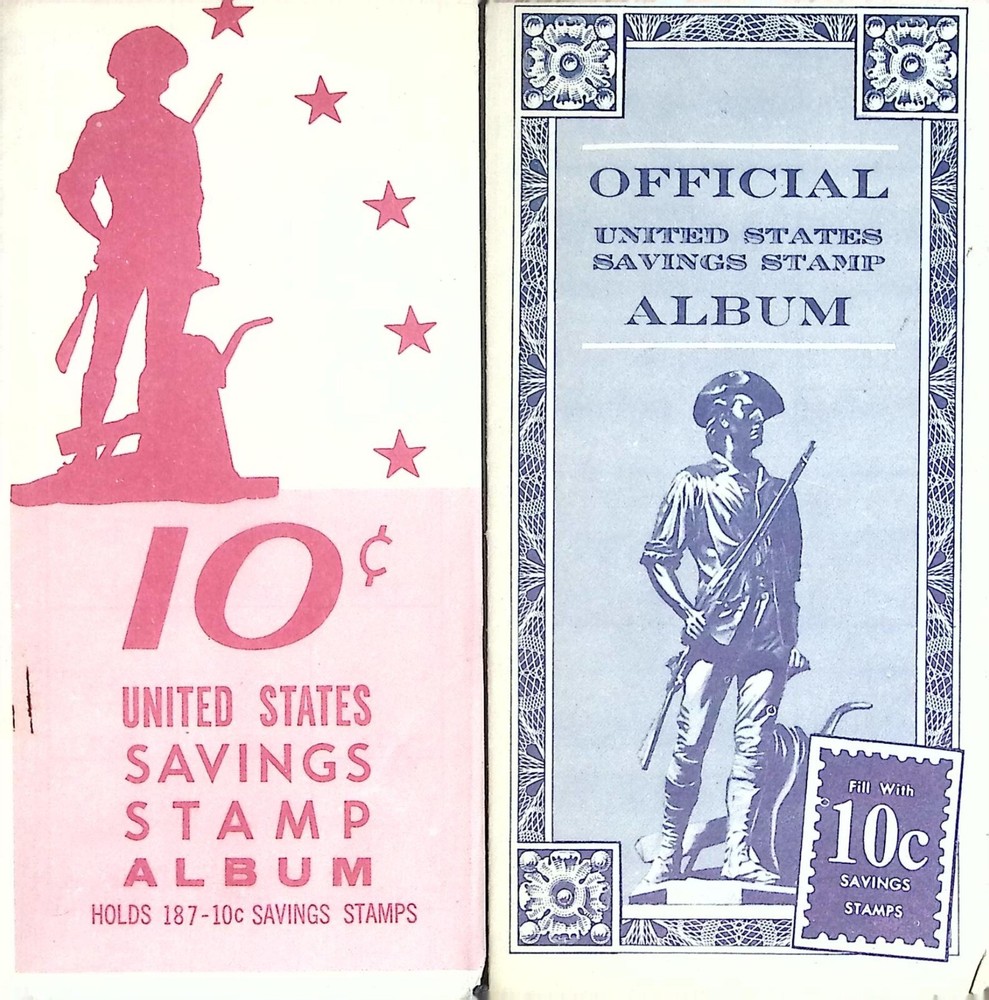 10¢
UNITED STATES
SAVINGS
STAMP
ALBUM
HOLDS 187-10c SAVINGS STAMPS
OFFICIAL
UNITED STATES
SAVINGS STAMP
ALBUM
Fill With
10c
SAVINGS
STAMPS